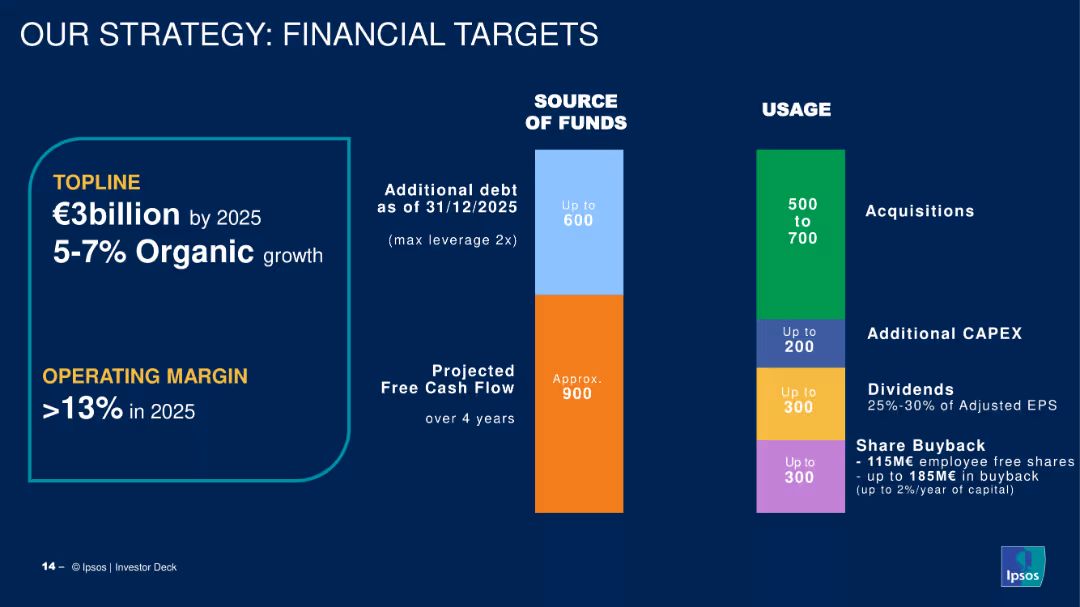 OUR STRATEGY: FINANCIAL TARGETS
TOPLINE
€3billion by 2025
5-7% Organic growth
OPERATING MARGIN
>13% in 2025
SOURCE
OF FUNDS
Additional debt
as of 31/12/2025
(max leverage 2x)
Up to
600
Projected
Free Cash Flow
over 4 years
Approx.
900
USAGE
500
to
700
Acquisitions
Up to
200
Additional CAPEX
Up to
300
Dividends
25%-30% of Adjusted EPS
Up to
300
Share Buyback
- 115M€ employee free shares
- up to 185M€ in buyback
(up to 2%/year of capital)
14 – © Ipsos | Investor Deck
Ipsos